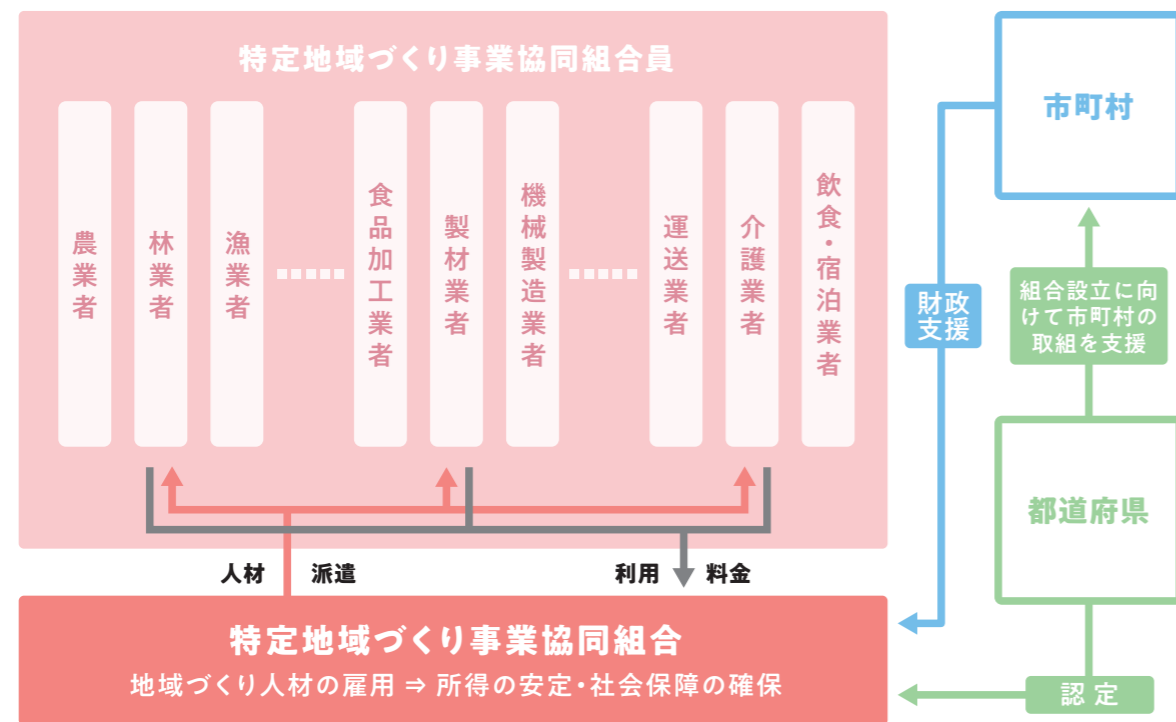 特定地域づくり事業協同組合員
農業者
林業者
漁業者
食品加工業者
製材業者
機械製造業者
運送業者
介護業者
飲食・宿泊業者
人材 派遣
利用 料金
特定地域づくり事業協同組合
地域づくり人材の雇用 ⇒ 所得の安定・社会保障の確保
市町村
財政
支援
組合設立に向
けて市町村の
取組を支援
都道府県
認定